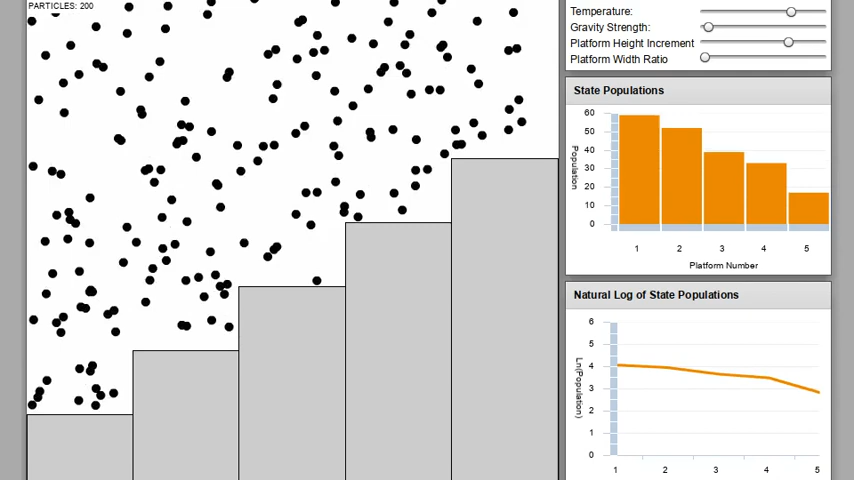 PARTICLES: 200
Temperature:
Gravity Strength:
Platform Height Increment
Platform Width Ratio
State Populations
60
50
40
30
20
10
0
Population
1 2 3 4 5
Platform Number
Natural Log of State Populations
6
5
4
3
2
1
0
Ln(Population)
1 2 3 4 5